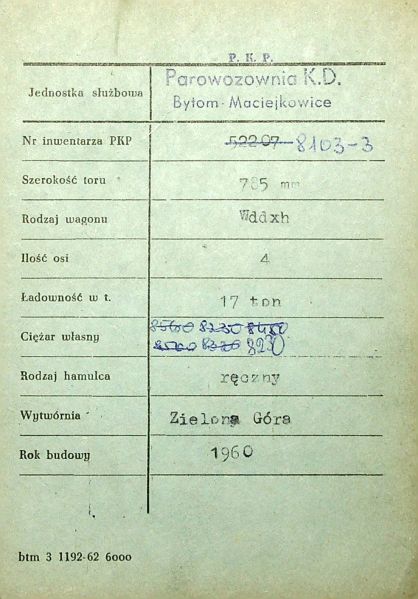 P. K. P.
Jednostka służbowa Parowozownia K.D.
Bytom-Maciejkowice
Nr inwentarza PKP 52207 8103-3
Szerokość toru 785 mm
Rodzaj wagonu Wddxh
Ilość osi 4
Ładowność w t. 17 ton
8230
Ciężar własny 8230
Rodzaj hamulca ręczny
Wytwórnia Zielona Góra
Rok budowy 1960
btm 3 1192-62 6000